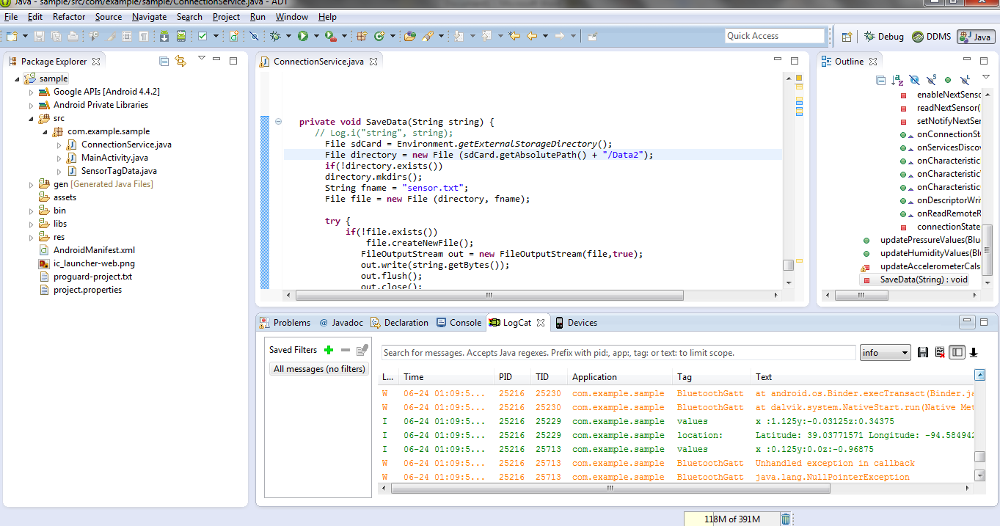 Java - sample/src/com/example/sample/ConnectionService.java - ADT
File Edit Refactor Source Navigate Search Project Run Window Help
Quick Access
Debug
DDMS
Java
Package Explorer
sample
Google APIs [Android 4.4.2]
Android Private Libraries
src
com.example.sample
ConnectionService.java
MainActivity.java
SensorTagData.java
gen [Generated Java Files]
assets
bin
libs
res
AndroidManifest.xml
ic_launcher-web.png
proguard-project.txt
project.properties
ConnectionService.java
private void SaveData(String string) {
// Log.i("string", string);
File sdCard = Environment.getExternalStorageDirectory();
File directory = new File (sdCard.getAbsolutePath() + "/Data2");
if(!directory.exists())
directory.mkdirs();
String fname = "sensor.txt";
File file = new File (directory, fname);
try {
if(!file.exists())
file.createNewFile();
FileOutputStream out = new FileOutputStream(file,true);
out.write(string.getBytes());
out.flush();
out.close();
Outline
enableNextSenso
readNextSensor(
setNotifyNextSer
onConnectionSt
onServicesDiscov
onCharacteristic
onCharacteristic
onCharacteristic
onDescriptorWri
onReadRemoteR
connectionState
updatePressureValues(Blu
updateHumidityValues(Bl
updateAccelerometerCals
SaveData(String) : void
Problems @ Javadoc Declaration Console LogCat Devices
Saved Filters
All messages (no filters)
Search for messages. Accepts Java regexes. Prefix with pid:, app:, tag: or text: to limit scope.
info
L... Time PID TID Application Tag Text
W 06-24 01:09:5... 25216 25230 com.example.sample BluetoothGatt at android.os.Binder.execTransact(Binder.ja
W 06-24 01:09:5... 25216 25230 com.example.sample BluetoothGatt at dalvik.system.NativeStart.run(Native Met
I 06-24 01:09:5... 25216 25229 com.example.sample values x :1.125y:-0.03125z:0.34375
I 06-24 01:09:5... 25216 25229 com.example.sample location: Latitude: 39.03771571 Longitude: -94.584942
I 06-24 01:09:5... 25216 25713 com.example.sample values x :0.125y:0.0z:-0.96875
W 06-24 01:09:5... 25216 25713 com.example.sample BluetoothGatt Unhandled exception in callback
W 06-24 01:09:5... 25216 25713 com.example.sample BluetoothGatt java.lang.NullPointerException
118M of 391M